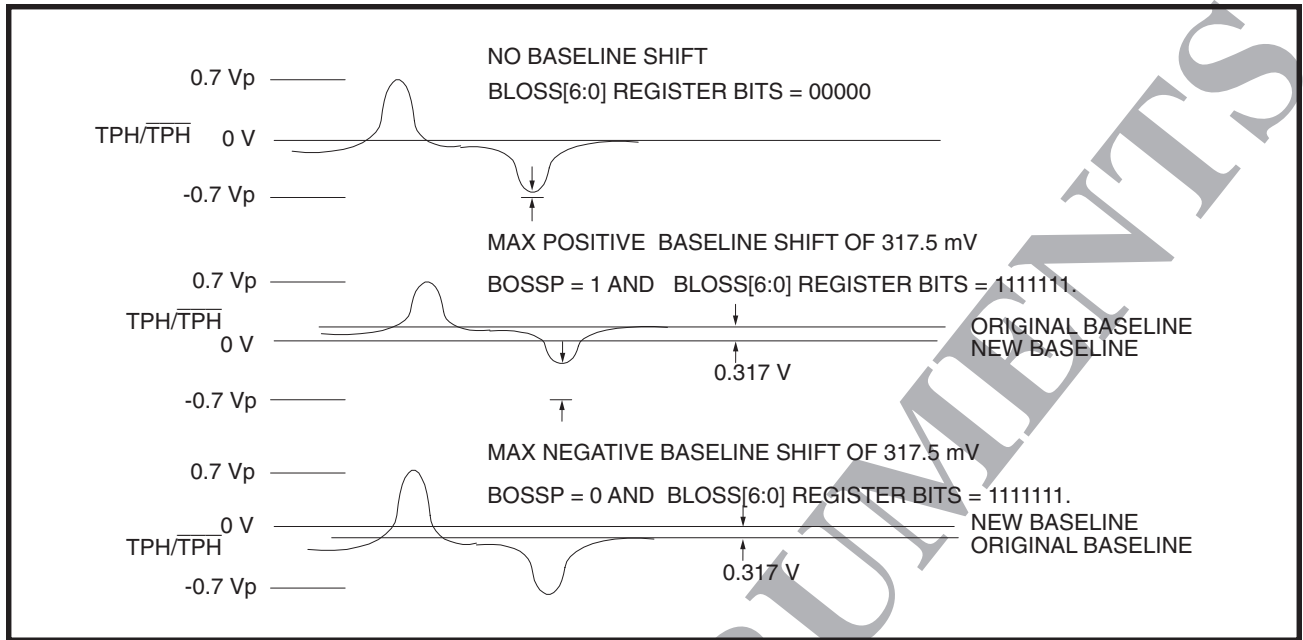 NO BASELINE SHIFT
0.7 Vp
BLOSS[6:0] REGISTER BITS = 00000
TPH/TPH 0 V
-0.7 Vp
MAX POSITIVE BASELINE SHIFT OF 317.5 mV
0.7 Vp
BOSSP = 1 AND BLOSS[6:0] REGISTER BITS = 1111111.
TPH/TPH
ORIGINAL BASELINE
0 V
NEW BASELINE
0.317 V
-0.7 Vp
MAX NEGATIVE BASELINE SHIFT OF 317.5 mV
0.7 Vp
BOSSP = 0 AND BLOSS[6:0] REGISTER BITS = 1111111.
0 V
NEW BASELINE
TPH/TPH
ORIGINAL BASELINE
0.317 V
-0.7 Vp
UMENTS